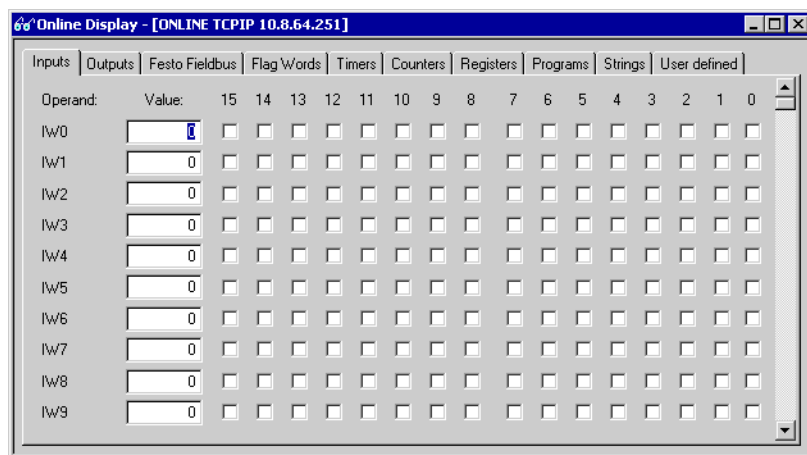 Online Display - [ONLINE TCPIP 10.8.64.251]
Inputs Outputs Festo Fieldbus Flag Words Timers Counters Registers Programs Strings User defined
Operand: Value: 15 14 13 12 11 10 9 8 7 6 5 4 3 2 1 0
IW0 0
IW1 0
IW2 0
IW3 0
IW4 0
IW5 0
IW6 0
IW7 0
IW8 0
IW9 0